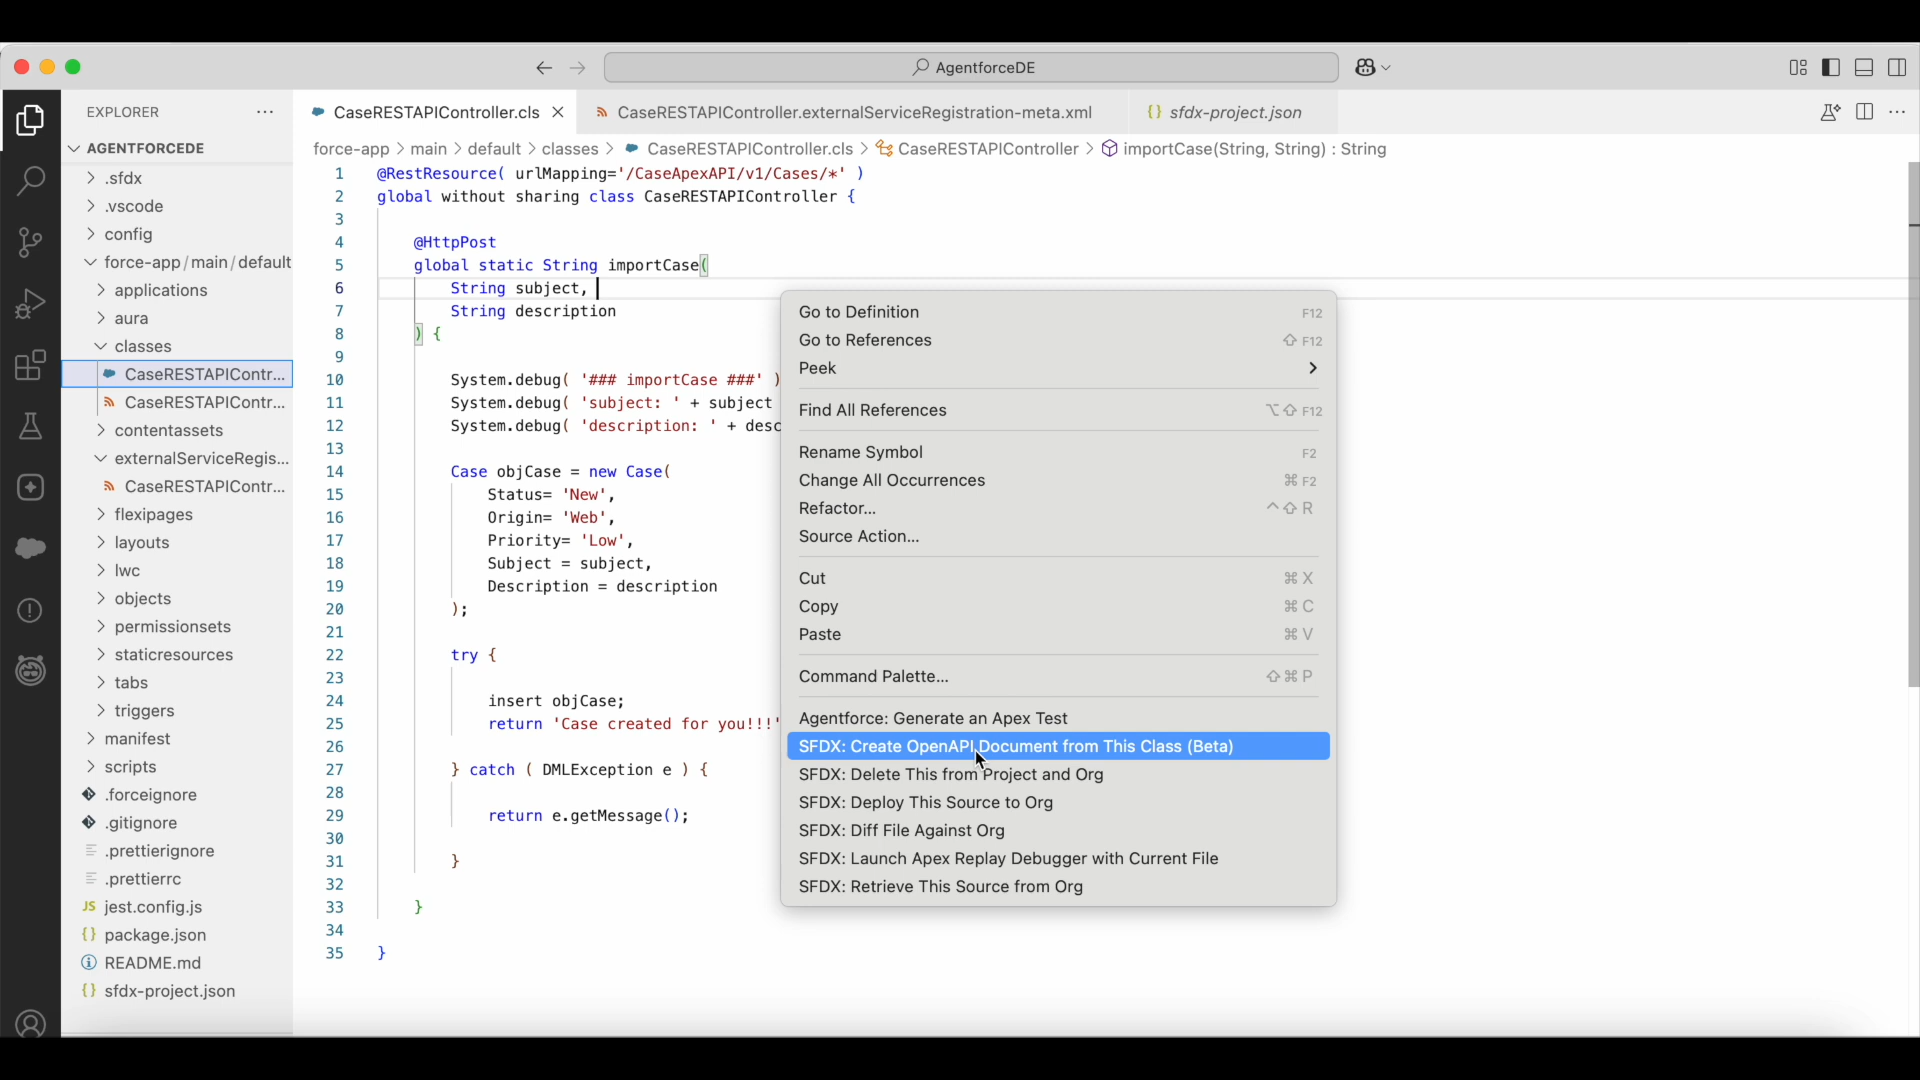 AgentforceDE
EXPLORER
AGENTFORCEDE
.sfdx
.vscode
config
force-app/main/default
applications
aura
classes
CaseRESTAPIContr...
CaseRESTAPIContr...
contentassets
externalServiceRegis...
CaseRESTAPIContr...
flexipages
layouts
lwc
objects
permissionsets
staticresources
tabs
triggers
manifest
scripts
.forceignore
.gitignore
.prettierignore
.prettierrc
JS jest.config.js
{} package.json
README.md
{} sfdx-project.json
CaseRESTAPIController.cls
CaseRESTAPIController.externalServiceRegistration-meta.xml
{} sfdx-project.json
force-app > main > default > classes > CaseRESTAPIController.cls > CaseRESTAPIController > importCase(String, String) : String
1 @RestResource( urlMapping='/CaseApexAPI/v1/Cases/*' )
2 global without sharing class CaseRESTAPIController {
3
4 @HttpPost
5 global static String importCase(
6 String subject,
7 String description
8 ) {
9
10 System.debug( '### importCase ###' )
11 System.debug( 'subject: ' + subject
12 System.debug( 'description: ' + desc
13
14 Case objCase = new Case(
15 Status= 'New',
16 Origin= 'Web',
17 Priority= 'Low',
18 Subject = subject,
19 Description = description
20 );
21
22 try {
23
24 insert objCase;
25 return 'Case created for you!!!'
26
27 } catch ( DMLException e ) {
28
29 return e.getMessage();
30
31 }
32
33 }
34
35 }
Go to Definition F12
Go to References ⇧ F12
Peek >
Find All References ⌥⇧ F12
Rename Symbol F2
Change All Occurrences ⌘ F2
Refactor... ^⇧ R
Source Action...
Cut ⌘ X
Copy ⌘ C
Paste ⌘ V
Command Palette... ⇧⌘ P
Agentforce: Generate an Apex Test
SFDX: Create OpenAPI Document from This Class (Beta)
SFDX: Delete This from Project and Org
SFDX: Deploy This Source to Org
SFDX: Diff File Against Org
SFDX: Launch Apex Replay Debugger with Current File
SFDX: Retrieve This Source from Org